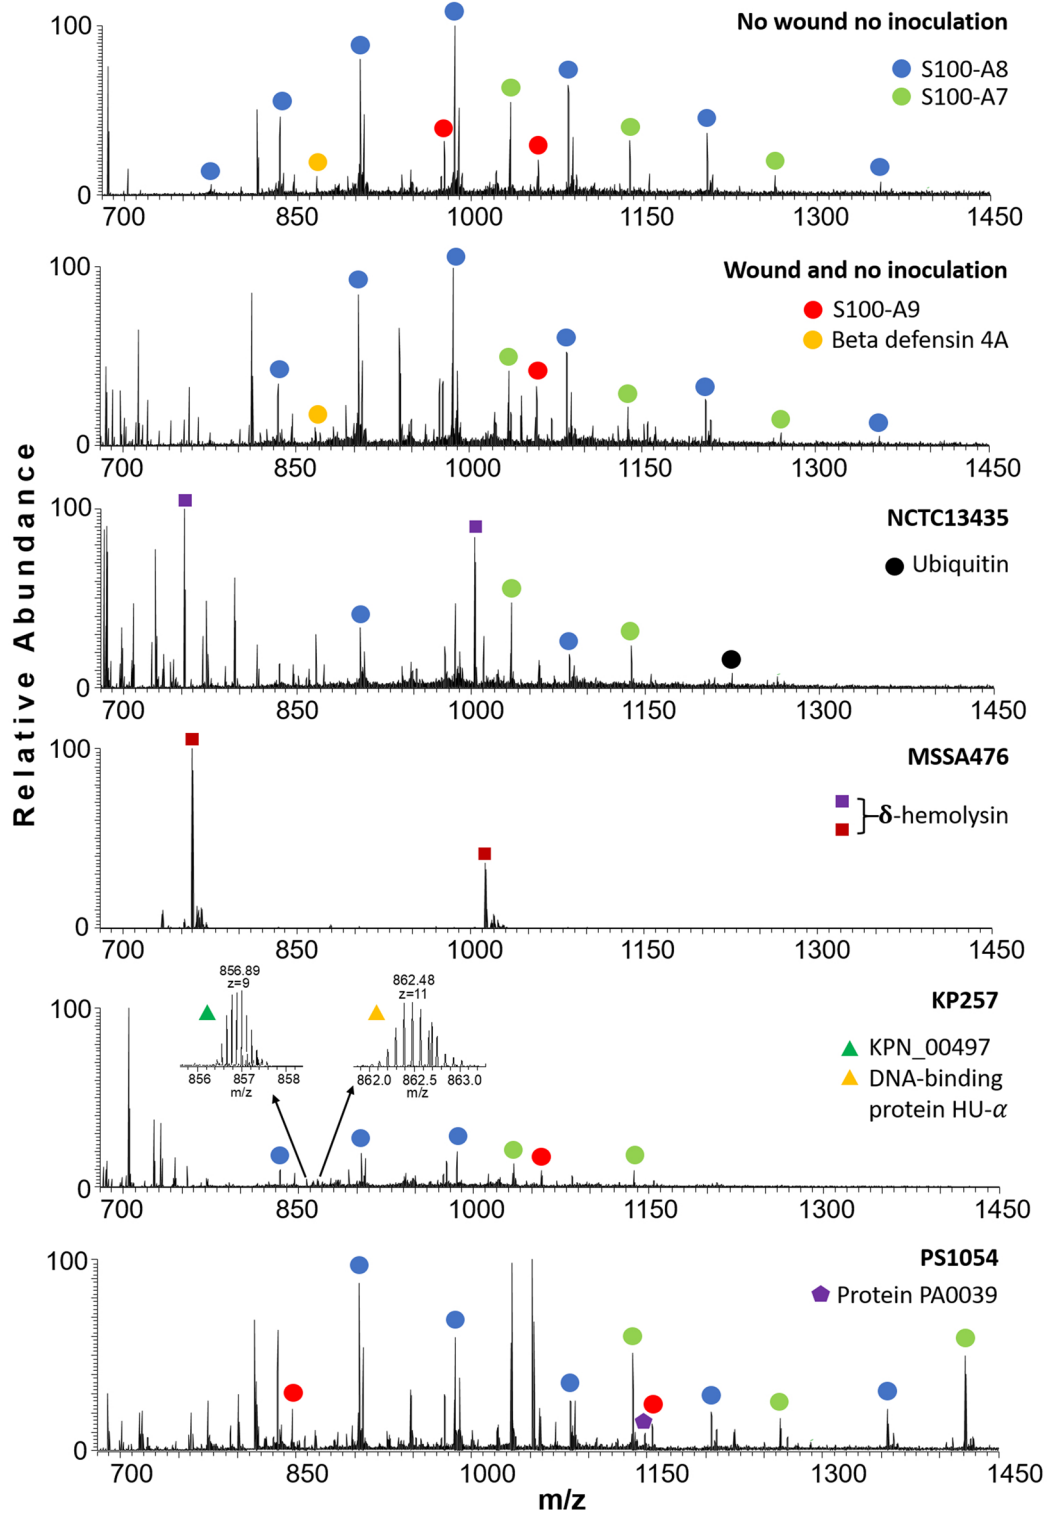 Relative Abundance
100
No wound no inoculation
S100-A8
S100-A7
0
700 850 1000 1150 1300 1450
100
Wound and no inoculation
S100-A9
Beta defensin 4A
0
700 850 1000 1150 1300 1450
100
NCTC13435
Ubiquitin
0
700 850 1000 1150 1300 1450
100
MSSA476
δ-hemolysin
0
700 850 1000 1150 1300 1450
100
KP257
856.89
z=9
856 857 858
m/z
862.48
z=11
862.0 862.5 863.0
m/z
KPN_00497
DNA-binding
protein HU-α
0
700 850 1000 1150 1300 1450
100
PS1054
Protein PA0039
0
700 850 1000 1150 1300 1450
m/z